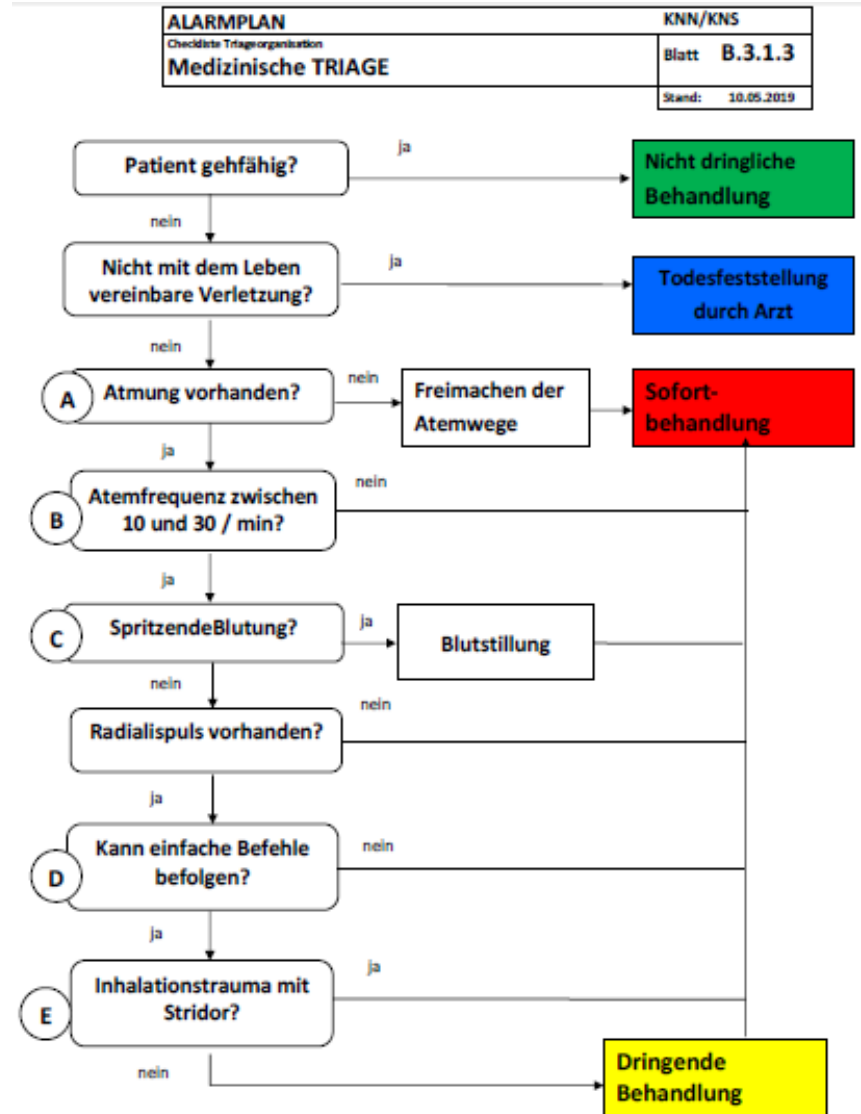 ALARMPLAN
KNN/KNS
Checkliste Triageorganisation
Medizinische TRIAGE
Blatt B.3.1.3
Stand: 10.05.2019
Patient gehfähig?
ja
Nicht dringliche
Behandlung
nein
Nicht mit dem Leben
vereinbare Verletzung?
ja
Todesfeststellung
durch Arzt
nein
A
Atmung vorhanden?
nein
Freimachen der
Atemwege
Sofort-
behandlung
ja
B
Atemfrequenz zwischen
10 und 30 / min?
nein
ja
C
SpritzendeBlutung?
ja
Blutstillung
nein
Radialispuls vorhanden?
nein
ja
D
Kann einfache Befehle
befolgen?
nein
ja
E
Inhalationstrauma mit
Stridor?
ja
nein
Dringende
Behandlung